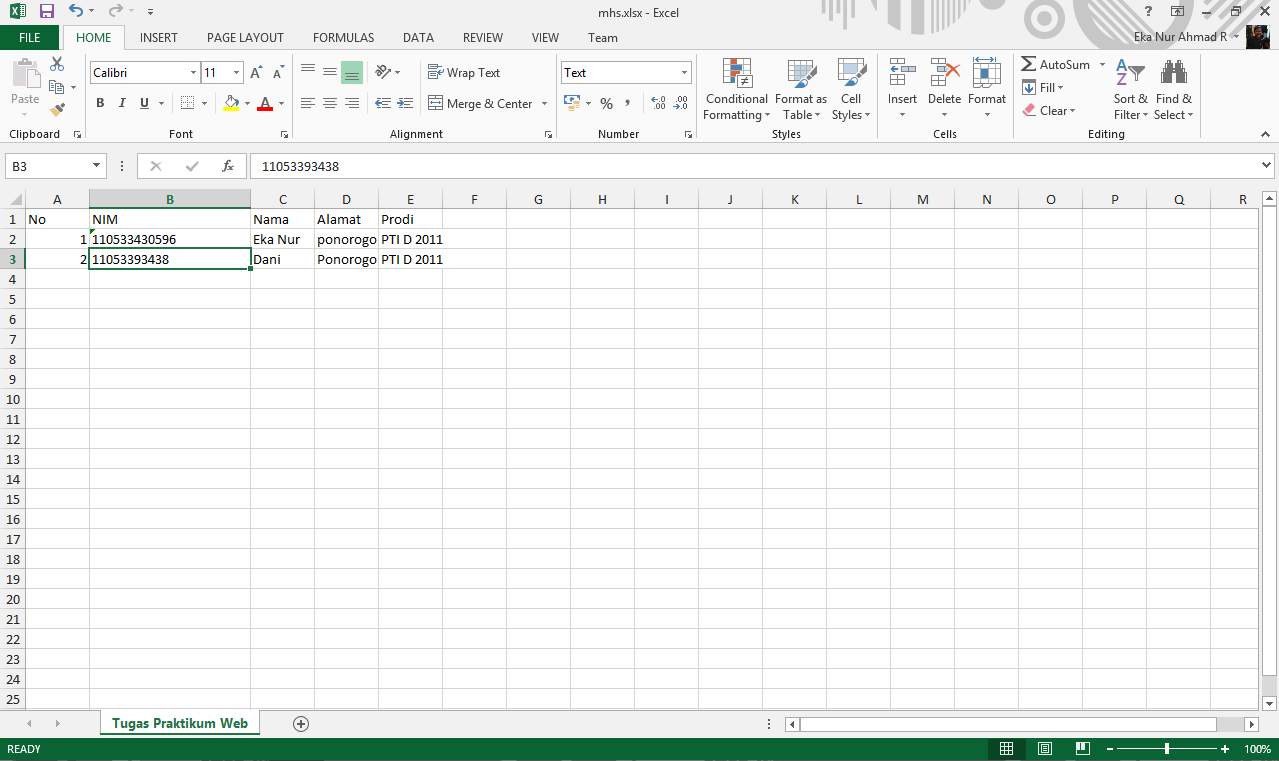 mhs.xlsx - Excel
?
FILE HOME INSERT PAGE LAYOUT FORMULAS DATA REVIEW VIEW Team Eka Nur Ahmad R
Paste
Clipboard
Calibri 11
B I U A
A A
Font
Wrap Text
Merge & Center
Alignment
Text
% ,
Number
Conditional Formatting
Format as Table
Cell Styles
Styles
Insert Delete Format
Cells
AutoSum
Fill
Clear
Sort & Filter
Find & Select
Editing
B3 fx 11053393438
A B C D E F G H I J K L M N O P Q R
1 No NIM Nama Alamat Prodi
2 1 110533430596 Eka Nur ponorogo PTI D 2011
3 2 11053393438 Dani Ponorogo PTI D 2011
4
5
6
7
8
9
10
11
12
13
14
15
16
17
18
19
20
21
22
23
24
25
Tugas Praktikum Web
READY 100%